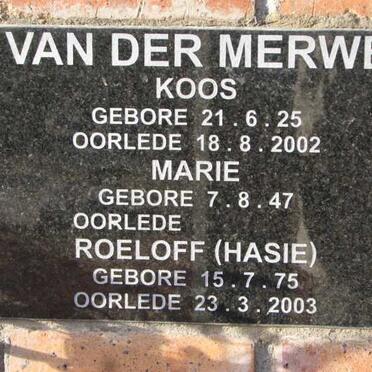 VAN DER MERWE
KOOS
GEBORE 21.6.25
OORLEDE 18.8.2002
MARIE
GEBORE 7.8.47
OORLEDE
ROELOFF (HASIE)
GEBORE 15.7.75
OORLEDE 23.3.2003